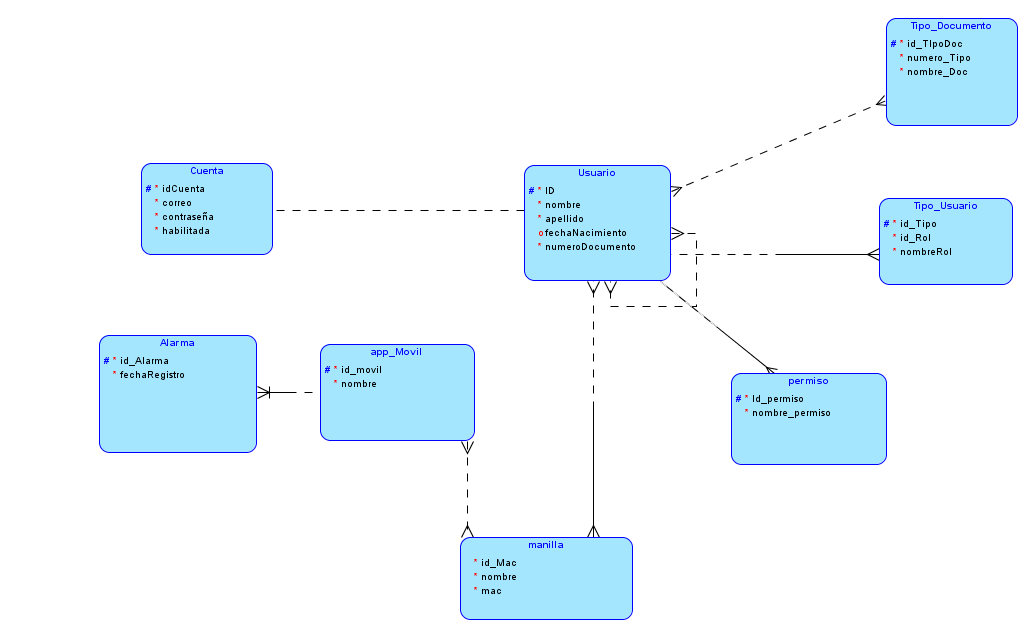 Tipo_Documento
# * id_TIpoDoc
* numero_Tipo
* nombre_Doc
Cuenta
# * idCuenta
* correo
* contraseña
* habilitada
Usuario
# * ID
* nombre
* apellido
o fechaNacimiento
* numeroDocumento
Tipo_Usuario
# * id_Tipo
* id_Rol
* nombreRol
Alarma
# * id_Alarma
* fechaRegistro
app_Movil
# * id_movil
* nombre
permiso
# * Id_permiso
* nombre_permiso
manilla
* id_Mac
* nombre
* mac